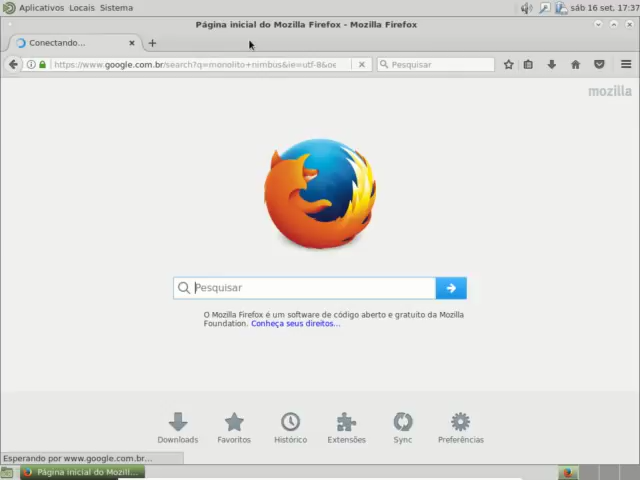 Aplicativos Locais Sistema
sáb 16 set, 17:37
Página inicial do Mozilla Firefox - Mozilla Firefox
Conectando...
https://www.google.com.br/search?q=monolito+nimbus&ie=utf-8&oe
Pesquisar
mozilla
Pesquisar
O Mozilla Firefox é um software de código aberto e gratuito da Mozilla
Foundation. Conheça seus direitos...
Downloads Favoritos Histórico Extensões Sync Preferências
Esperando por www.google.com.br...
Página inicial do Mozill...